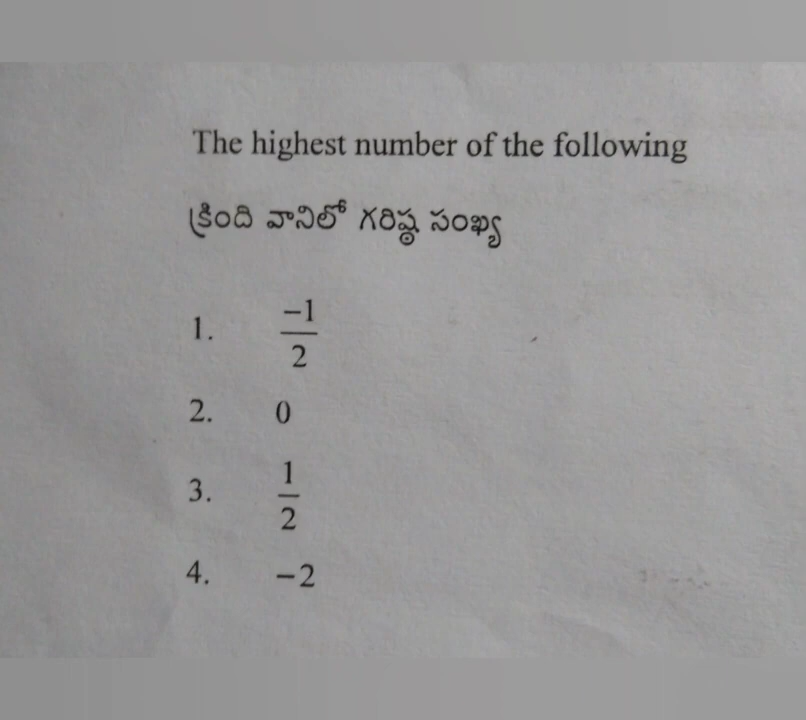 The highest number of the following
క్రింది వానిలో గరిష్ఠ సంఖ్య
1. −1/2
2. 0
3. 1/2
4. −2